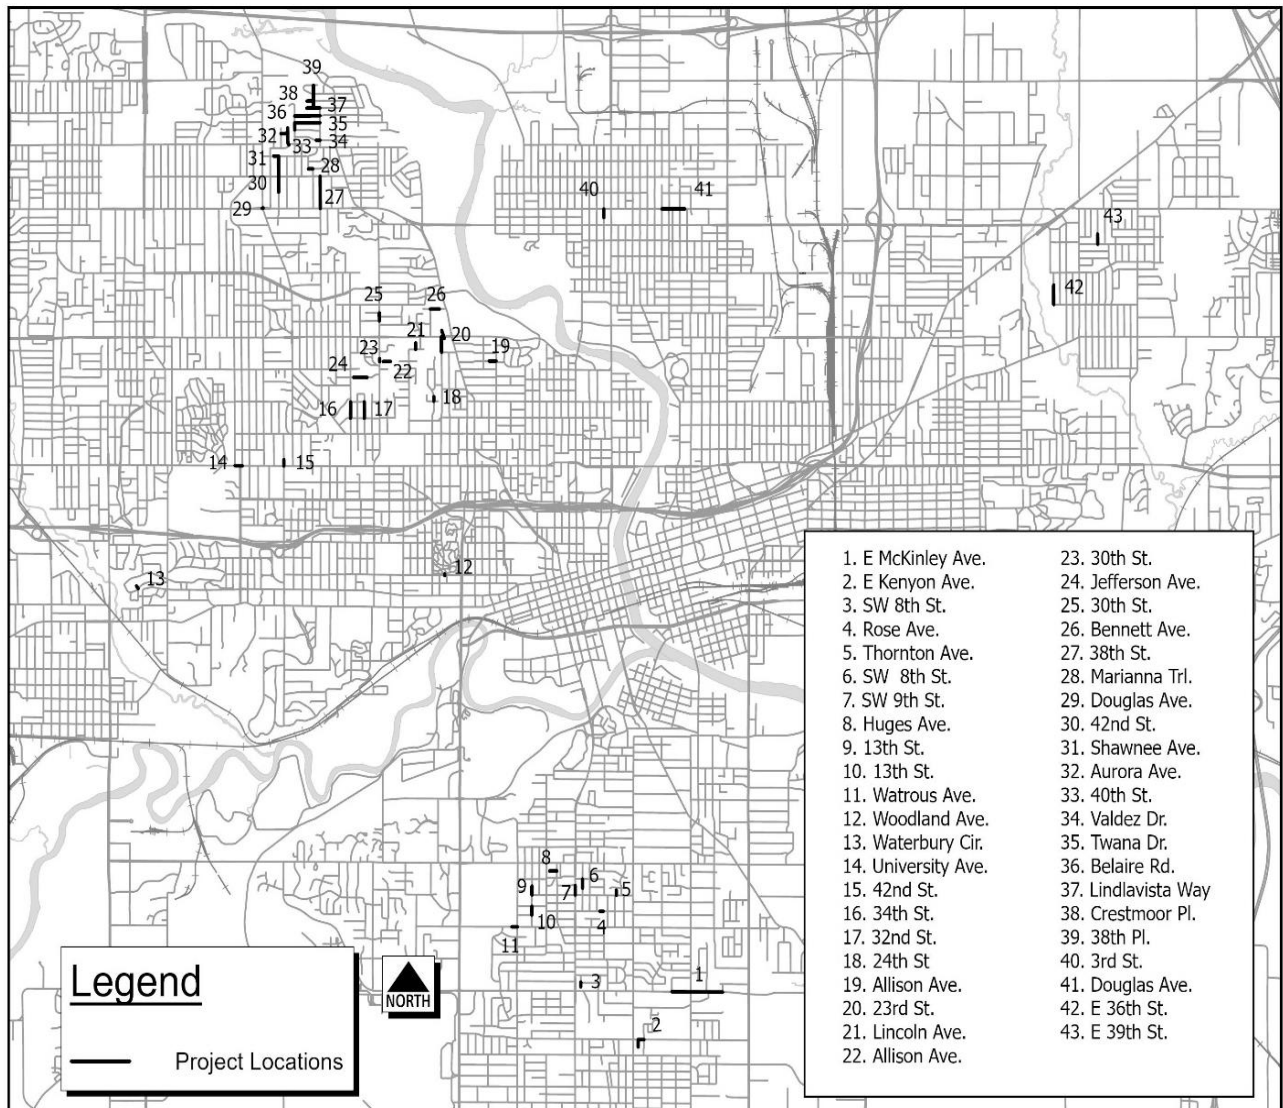 39
38
37
36
35
32
33
34
31
28
30
27
29
40
41
43
42
25
26
21
20
23
22
19
24
16
17
18
14
15
12
13
8
6
9
7
5
10
4
11
3
1
2
1. E McKinley Ave.
2. E Kenyon Ave.
3. SW 8th St.
4. Rose Ave.
5. Thornton Ave.
6. SW 8th St.
7. SW 9th St.
8. Huges Ave.
9. 13th St.
10. 13th St.
11. Watrous Ave.
12. Woodland Ave.
13. Waterbury Cir.
14. University Ave.
15. 42nd St.
16. 34th St.
17. 32nd St.
18. 24th St
19. Allison Ave.
20. 23rd St.
21. Lincoln Ave.
22. Allison Ave.
23. 30th St.
24. Jefferson Ave.
25. 30th St.
26. Bennett Ave.
27. 38th St.
28. Marianna Trl.
29. Douglas Ave.
30. 42nd St.
31. Shawnee Ave.
32. Aurora Ave.
33. 40th St.
34. Valdez Dr.
35. Twana Dr.
36. Belaire Rd.
37. Lindlavista Way
38. Crestmoor Pl.
39. 38th Pl.
40. 3rd St.
41. Douglas Ave.
42. E 36th St.
43. E 39th St.
Legend
Project Locations
NORTH